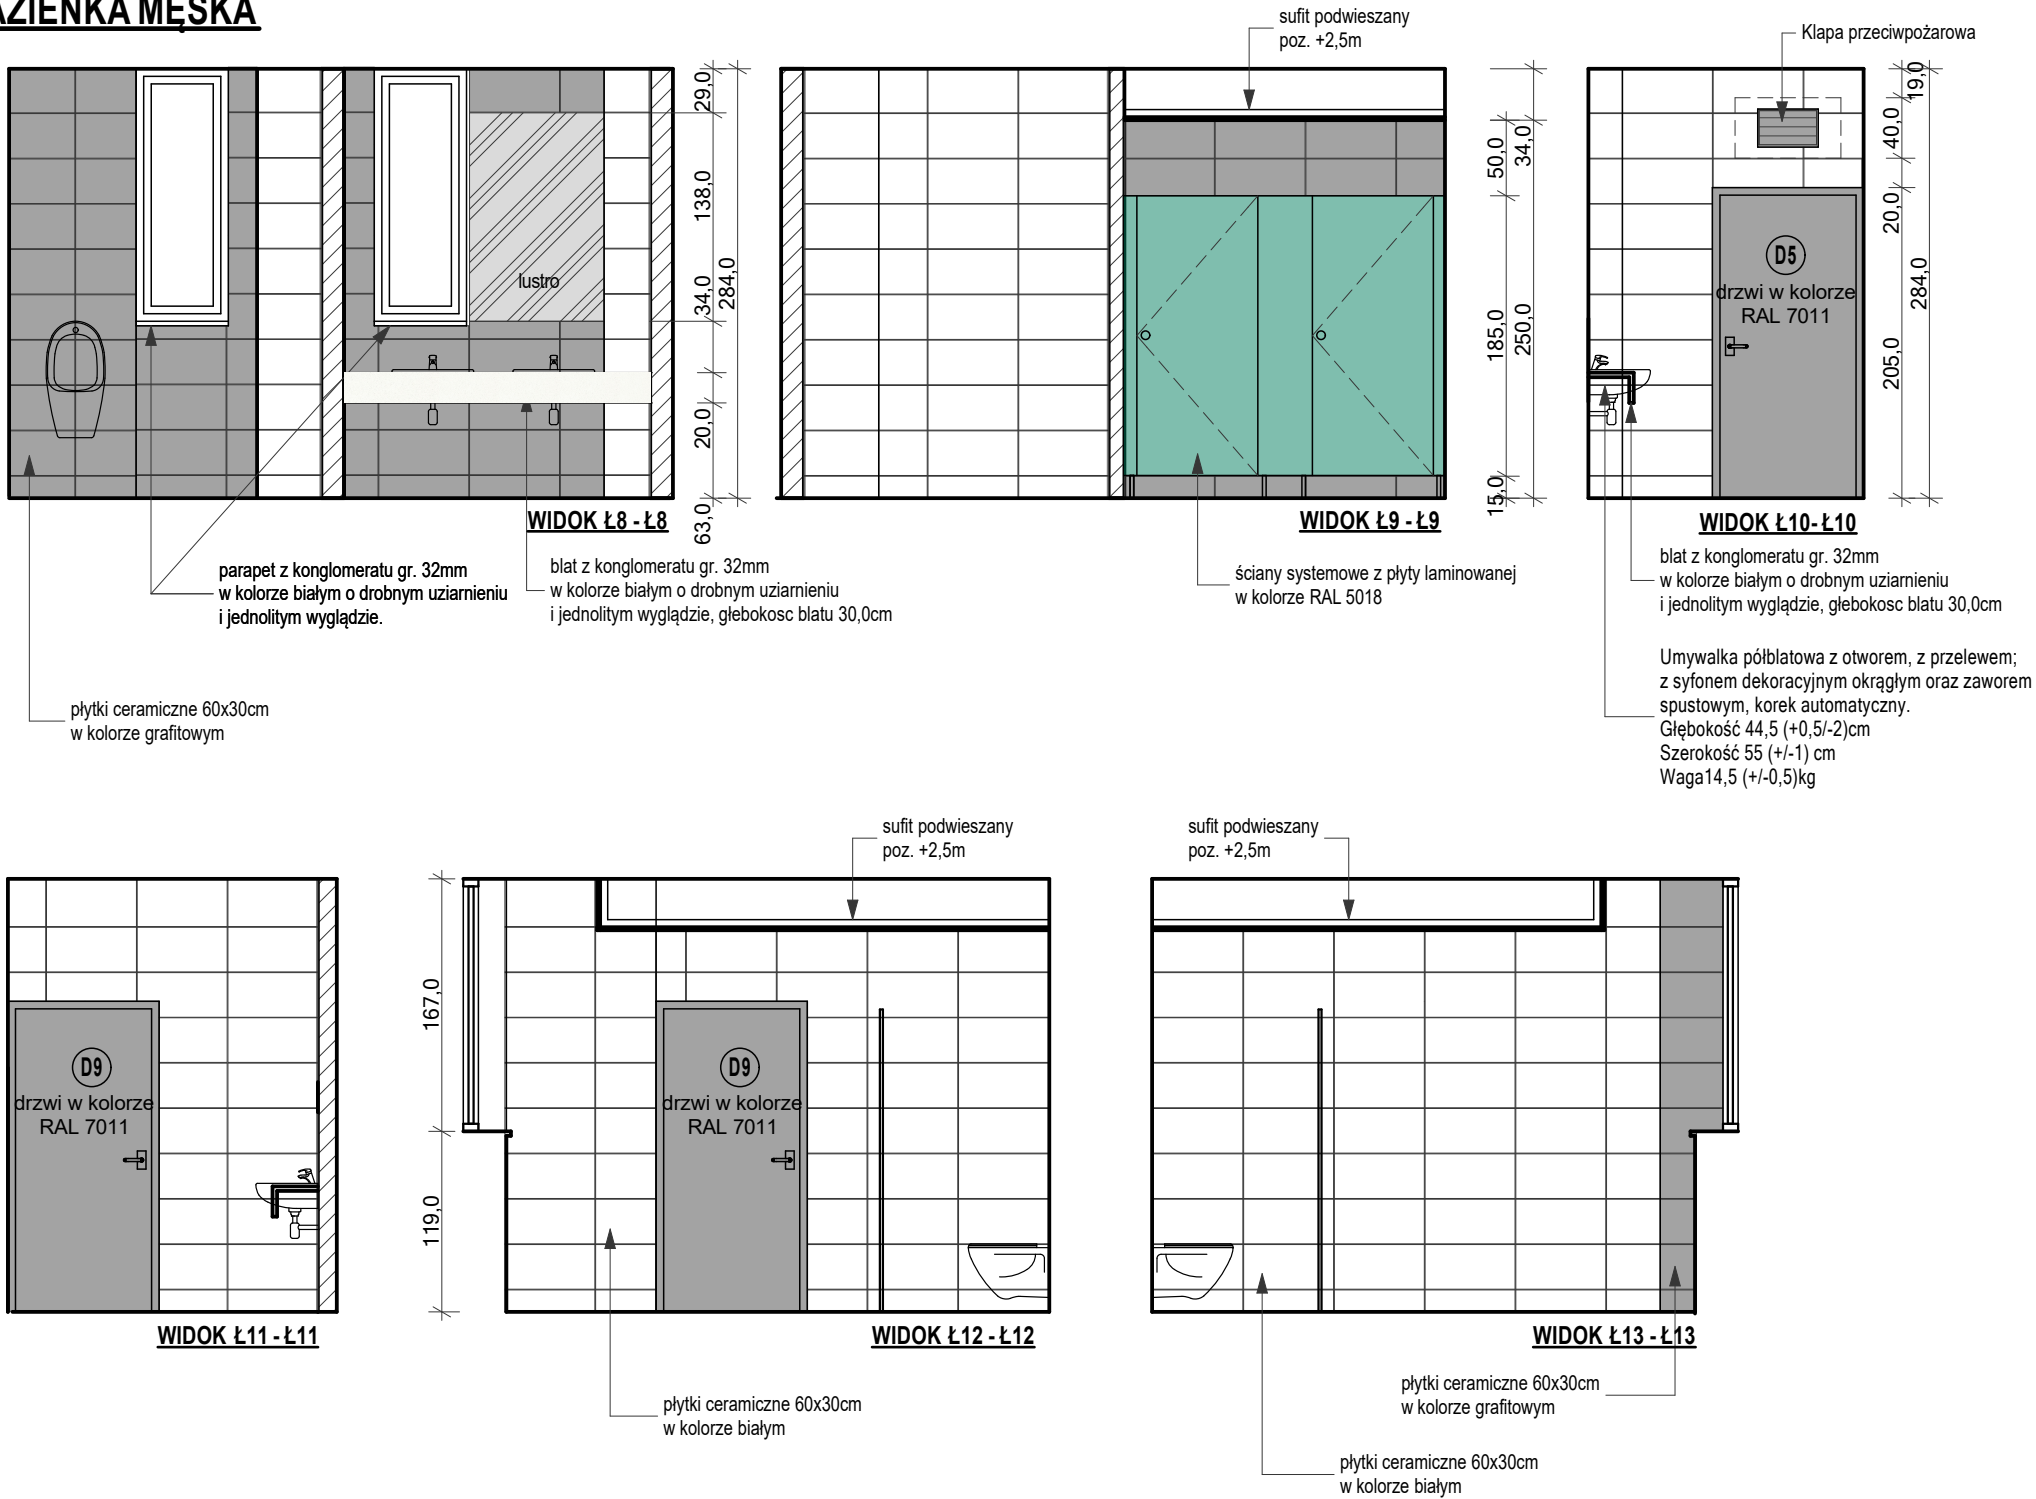 AZIENKA MĘSKA
sufit podwieszany
poz. +2,5m
Klapa przeciwpożarowa
29,0
138,0
34,0
20,0
63,0
284,0
lustro
50,0
185,0
15,0
34,0
250,0
19,0
40,0
20,0
205,0
284,0
D5
drzwi w kolorze
RAL 7011
WIDOK Ł8 - Ł8
WIDOK Ł9 - Ł9
WIDOK Ł10- Ł10
parapet z konglomeratu gr. 32mm
w kolorze białym o drobnym uziarnieniu
i jednolitym wyglądzie.
blat z konglomeratu gr. 32mm
w kolorze białym o drobnym uziarnieniu
i jednolitym wyglądzie, głebokosc blatu 30,0cm
ściany systemowe z płyty laminowanej
w kolorze RAL 5018
blat z konglomeratu gr. 32mm
w kolorze białym o drobnym uziarnieniu
i jednolitym wyglądzie, głebokosc blatu 30,0cm
Umywalka półblatowa z otworem, z przelewem;
z syfonem dekoracyjnym okrągłym oraz zaworem
spustowym, korek automatyczny.
Głębokość 44,5 (+0,5/-2)cm
Szerokość 55 (+/-1) cm
Waga14,5 (+/-0,5)kg
płytki ceramiczne 60x30cm
w kolorze grafitowym
sufit podwieszany
poz. +2,5m
sufit podwieszany
poz. +2,5m
D9
drzwi w kolorze
RAL 7011
167,0
119,0
D9
drzwi w kolorze
RAL 7011
WIDOK Ł11 - Ł11
WIDOK Ł12 - Ł12
WIDOK Ł13 - Ł13
płytki ceramiczne 60x30cm
w kolorze białym
płytki ceramiczne 60x30cm
w kolorze grafitowym
płytki ceramiczne 60x30cm
w kolorze białym